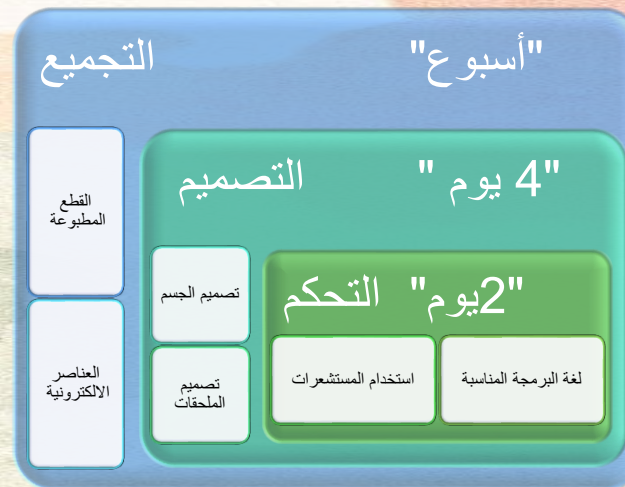 "أسبوع" التجميع
القطع
المطبوعة
العناصر
الالكترونية
"4 يوم " التصميم
تصميم الجسم
تصميم
الملحقات
"2يوم" التحكم
لغة البرمجة المناسبة
استخدام المستشعرات